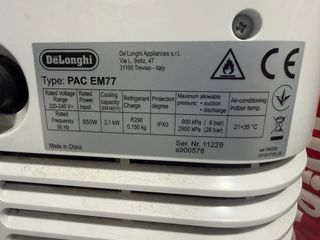 DeLonghi
De'Longhi Appliances s.r.l.
Via L. Seitz, 47
31100 Treviso - Italy
Type: PAC EM77
CE
Rated Voltage Range 220-240 V~
Rated Frequency 50 Hz
Rated Power Input
850W
Cooling capacity
2,1 kW
Refrigerant Charge
R290
0.150 kg
Protection degree
IPX0
Maximum allowable pressure:
• suction
• discharge
800 kPa ( 8 bar)
2800 kPa (28 bar)
Air-conditioning
Indoor temp.
21÷35 °C
Made in China
Ser. Nr. 11229
s900578